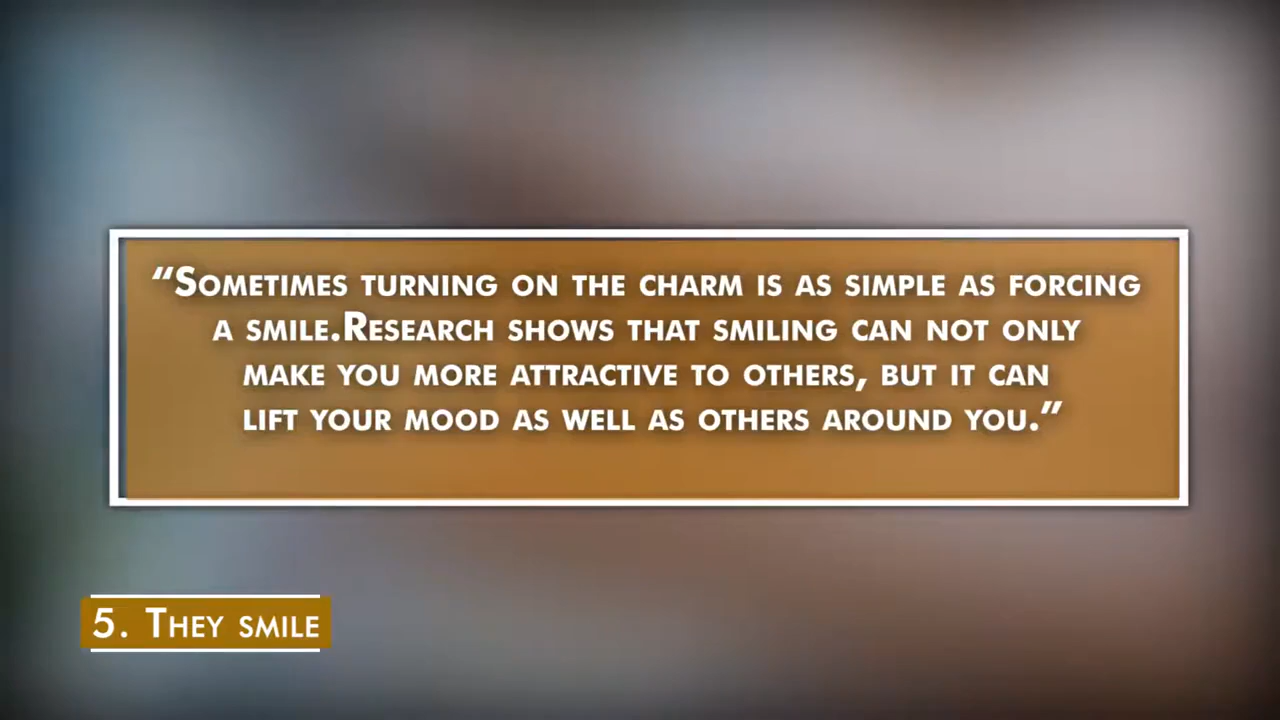 “Sometimes turning on the charm is as simple as forcing
a smile.Research shows that smiling can not only
make you more attractive to others, but it can
lift your mood as well as others around you.”
5. They smile